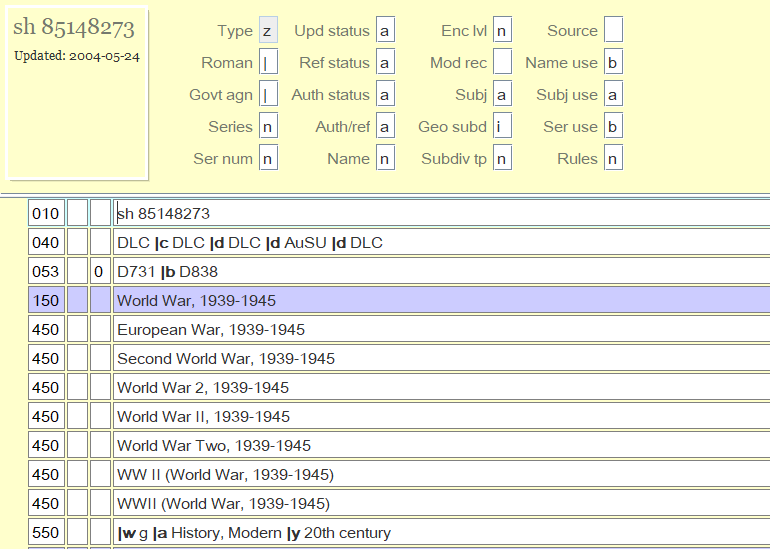 sh 85148273
Updated: 2004-05-24
Type z Upd status a Enc lvl n Source
Roman | Ref status a Mod rec Name use b
Govt agn | Auth status a Subj a Subj use a
Series n Auth/ref a Geo subd i Ser use b
Ser num n Name n Subdiv tp n Rules n
010 sh 85148273
040 DLC |c DLC |d DLC |d AuSU |d DLC
053 0 D731 |b D838
150 World War, 1939-1945
450 European War, 1939-1945
450 Second World War, 1939-1945
450 World War 2, 1939-1945
450 World War II, 1939-1945
450 World War Two, 1939-1945
450 WW II (World War, 1939-1945)
450 WWII (World War, 1939-1945)
550 |w g |a History, Modern |y 20th century